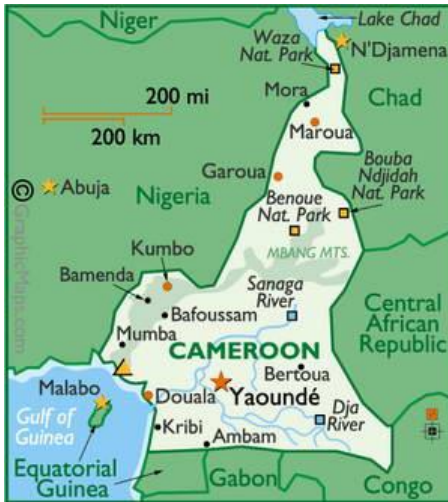 Niger
Lake Chad
Waza
Nat. Park
N'Djamena
200 mi
200 km
Mora
Chad
Maroua
Garoua
Bouba
Ndjidah
Nat. Park
Abuja
Nigeria
Benoue
Nat. Park
©GraphicMaps.com
Kumbo
MBANG MTS.
Bamenda
Sanaga
River
Central
African
Republic
Bafoussam
Mumba
CAMEROON
Bertoua
Malabo
Douala
Yaoundé
Gulf of
Guinea
Dja
River
Kribi
Ambam
Equatorial
Guinea
Gabon
Congo